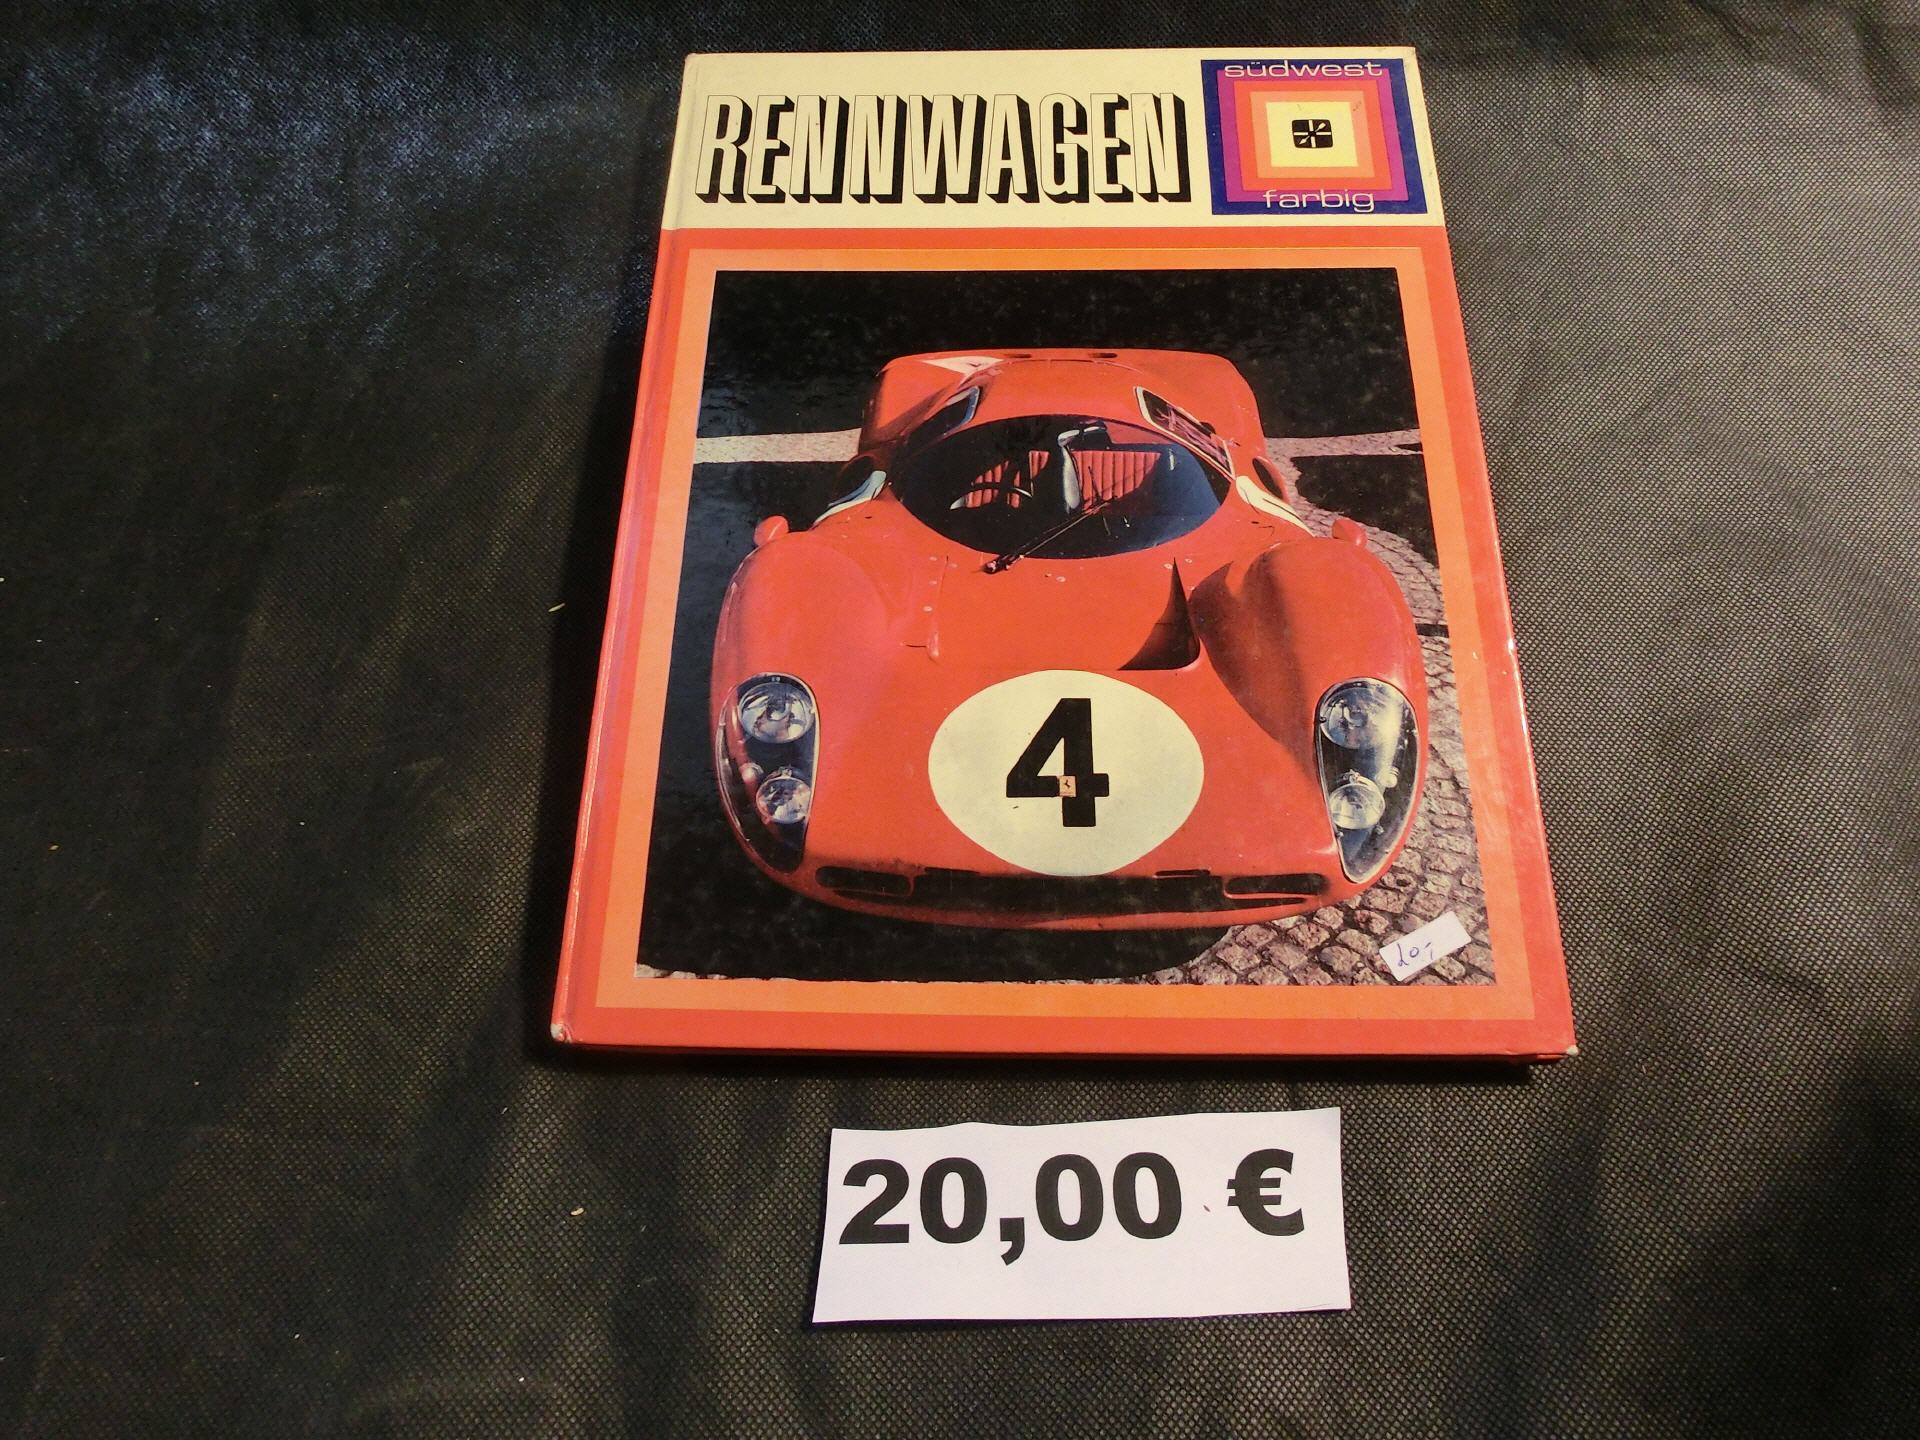 RENNWAGEN
südwest
farbig
4
20,-
20,00 €